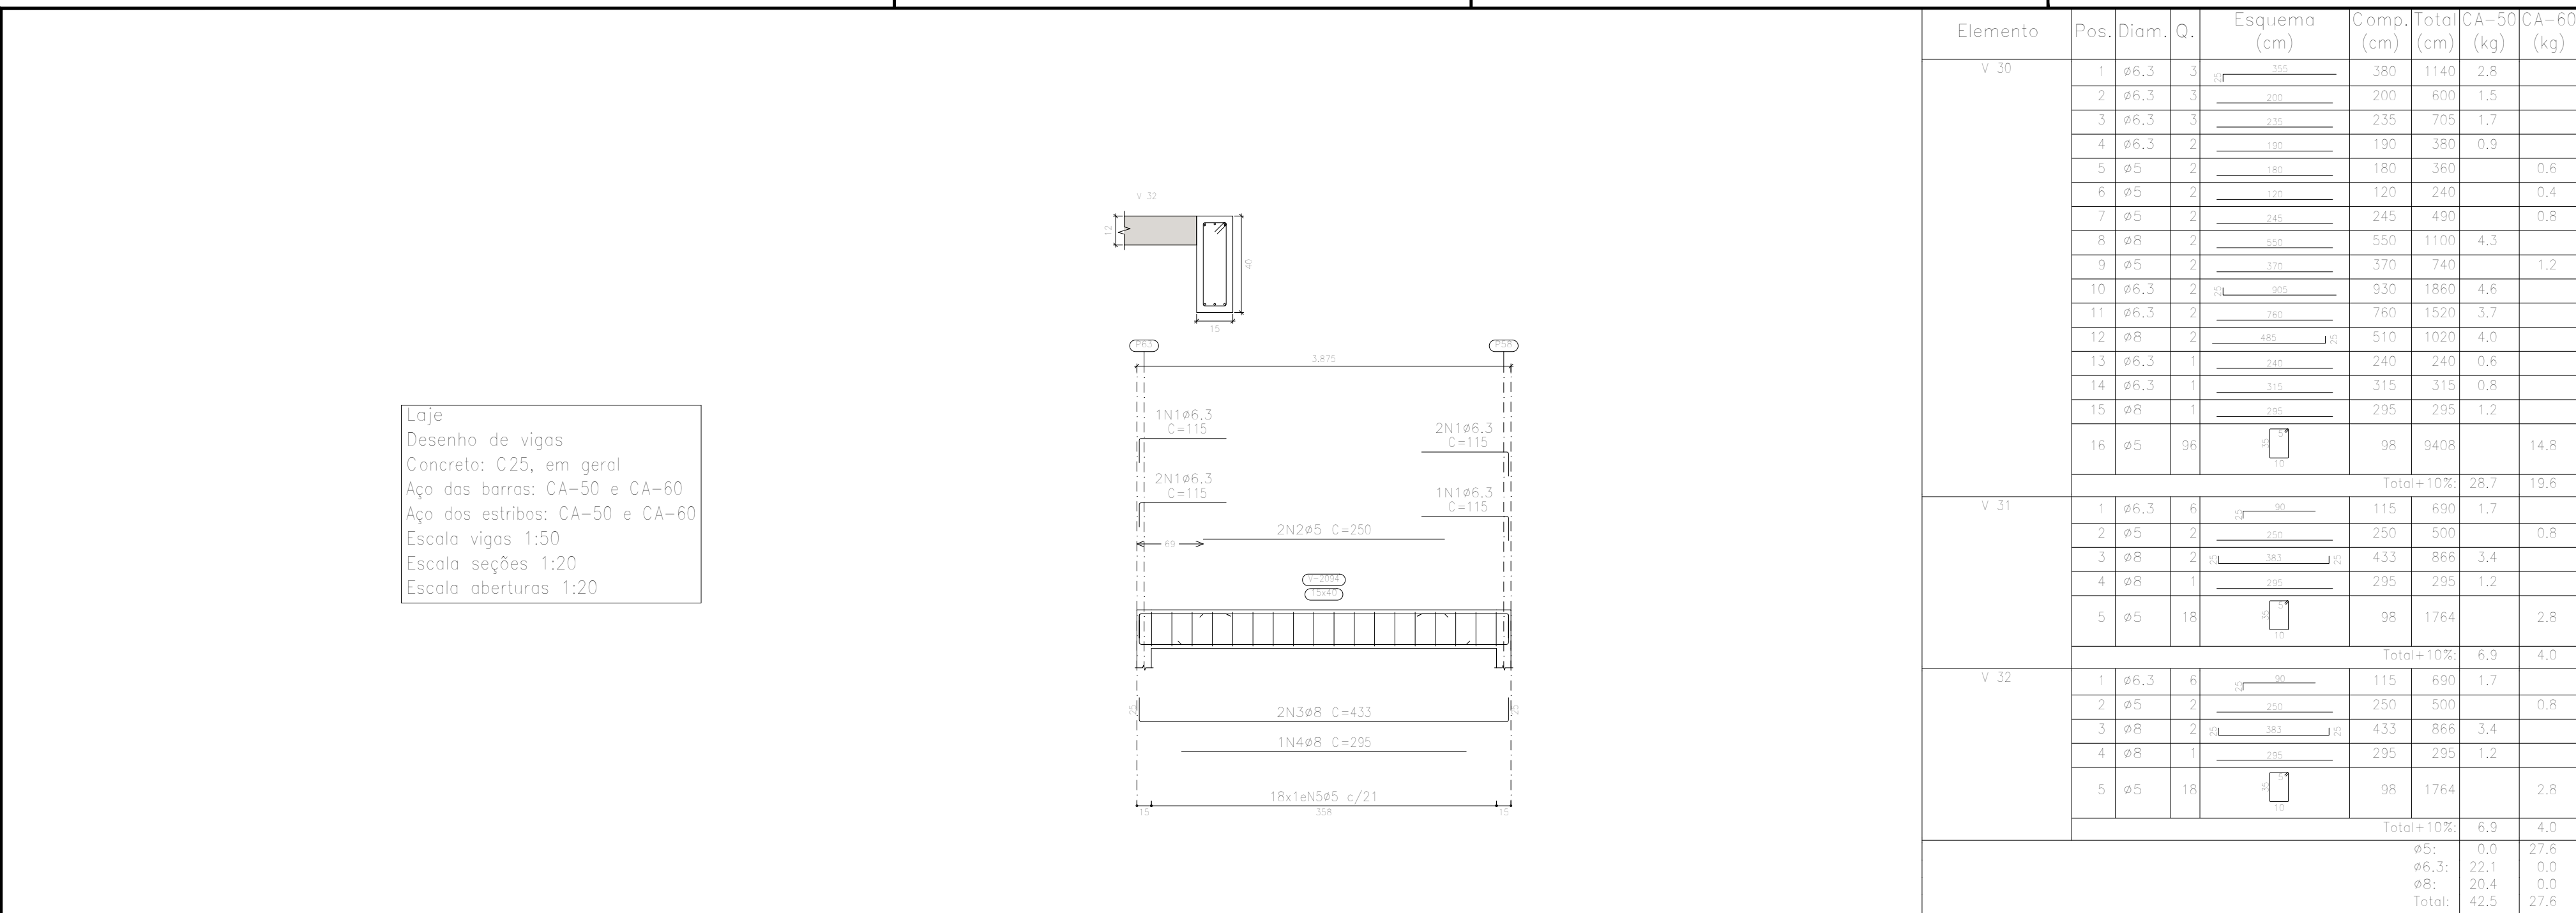 Laje
Desenho de vigas
Concreto: C25, em geral
Aço das barras: CA-50 e CA-60
Aço dos estribos: CA-50 e CA-60
Escala vigas 1:50
Escala seções 1:20
Escala aberturas 1:20
V 32
12
40
15
P63 P58
3.875
1N1ø6.3
C=115
2N1ø6.3
C=115
2N1ø6.3
C=115
1N1ø6.3
C=115
2N2ø5 C=250
69
V-2094
15x40
25 25
2N3ø8 C=433
1N4ø8 C=295
18x1eN5ø5 c/21
15 358 15
Elemento Pos. Diam. Q. Esquema (cm) Comp. (cm) Total (cm) CA-50 (kg) CA-60 (kg)
V 30 1 ø6.3 3 25 355 380 1140 2.8
2 ø6.3 3 200 200 600 1.5
3 ø6.3 3 235 235 705 1.7
4 ø6.3 2 190 190 380 0.9
5 ø5 2 180 180 360 0.6
6 ø5 2 120 120 240 0.4
7 ø5 2 245 245 490 0.8
8 ø8 2 550 550 1100 4.3
9 ø5 2 370 370 740 1.2
10 ø6.3 2 25 905 930 1860 4.6
11 ø6.3 2 760 760 1520 3.7
12 ø8 2 485 25 510 1020 4.0
13 ø6.3 1 240 240 240 0.6
14 ø6.3 1 315 315 315 0.8
15 ø8 1 295 295 295 1.2
16 ø5 96 35 5 10 98 9408 14.8
Total+10%: 28.7 19.6
V 31 1 ø6.3 6 25 90 115 690 1.7
2 ø5 2 250 250 500 0.8
3 ø8 2 25 383 25 433 866 3.4
4 ø8 1 295 295 295 1.2
5 ø5 18 35 5 10 98 1764 2.8
Total+10%: 6.9 4.0
V 32 1 ø6.3 6 25 90 115 690 1.7
2 ø5 2 250 250 500 0.8
3 ø8 2 25 383 25 433 866 3.4
4 ø8 1 295 295 295 1.2
5 ø5 18 35 5 10 98 1764 2.8
Total+10%: 6.9 4.0
ø5: 0.0 27.6
ø6.3: 22.1 0.0
ø8: 20.4 0.0
Total: 42.5 27.6